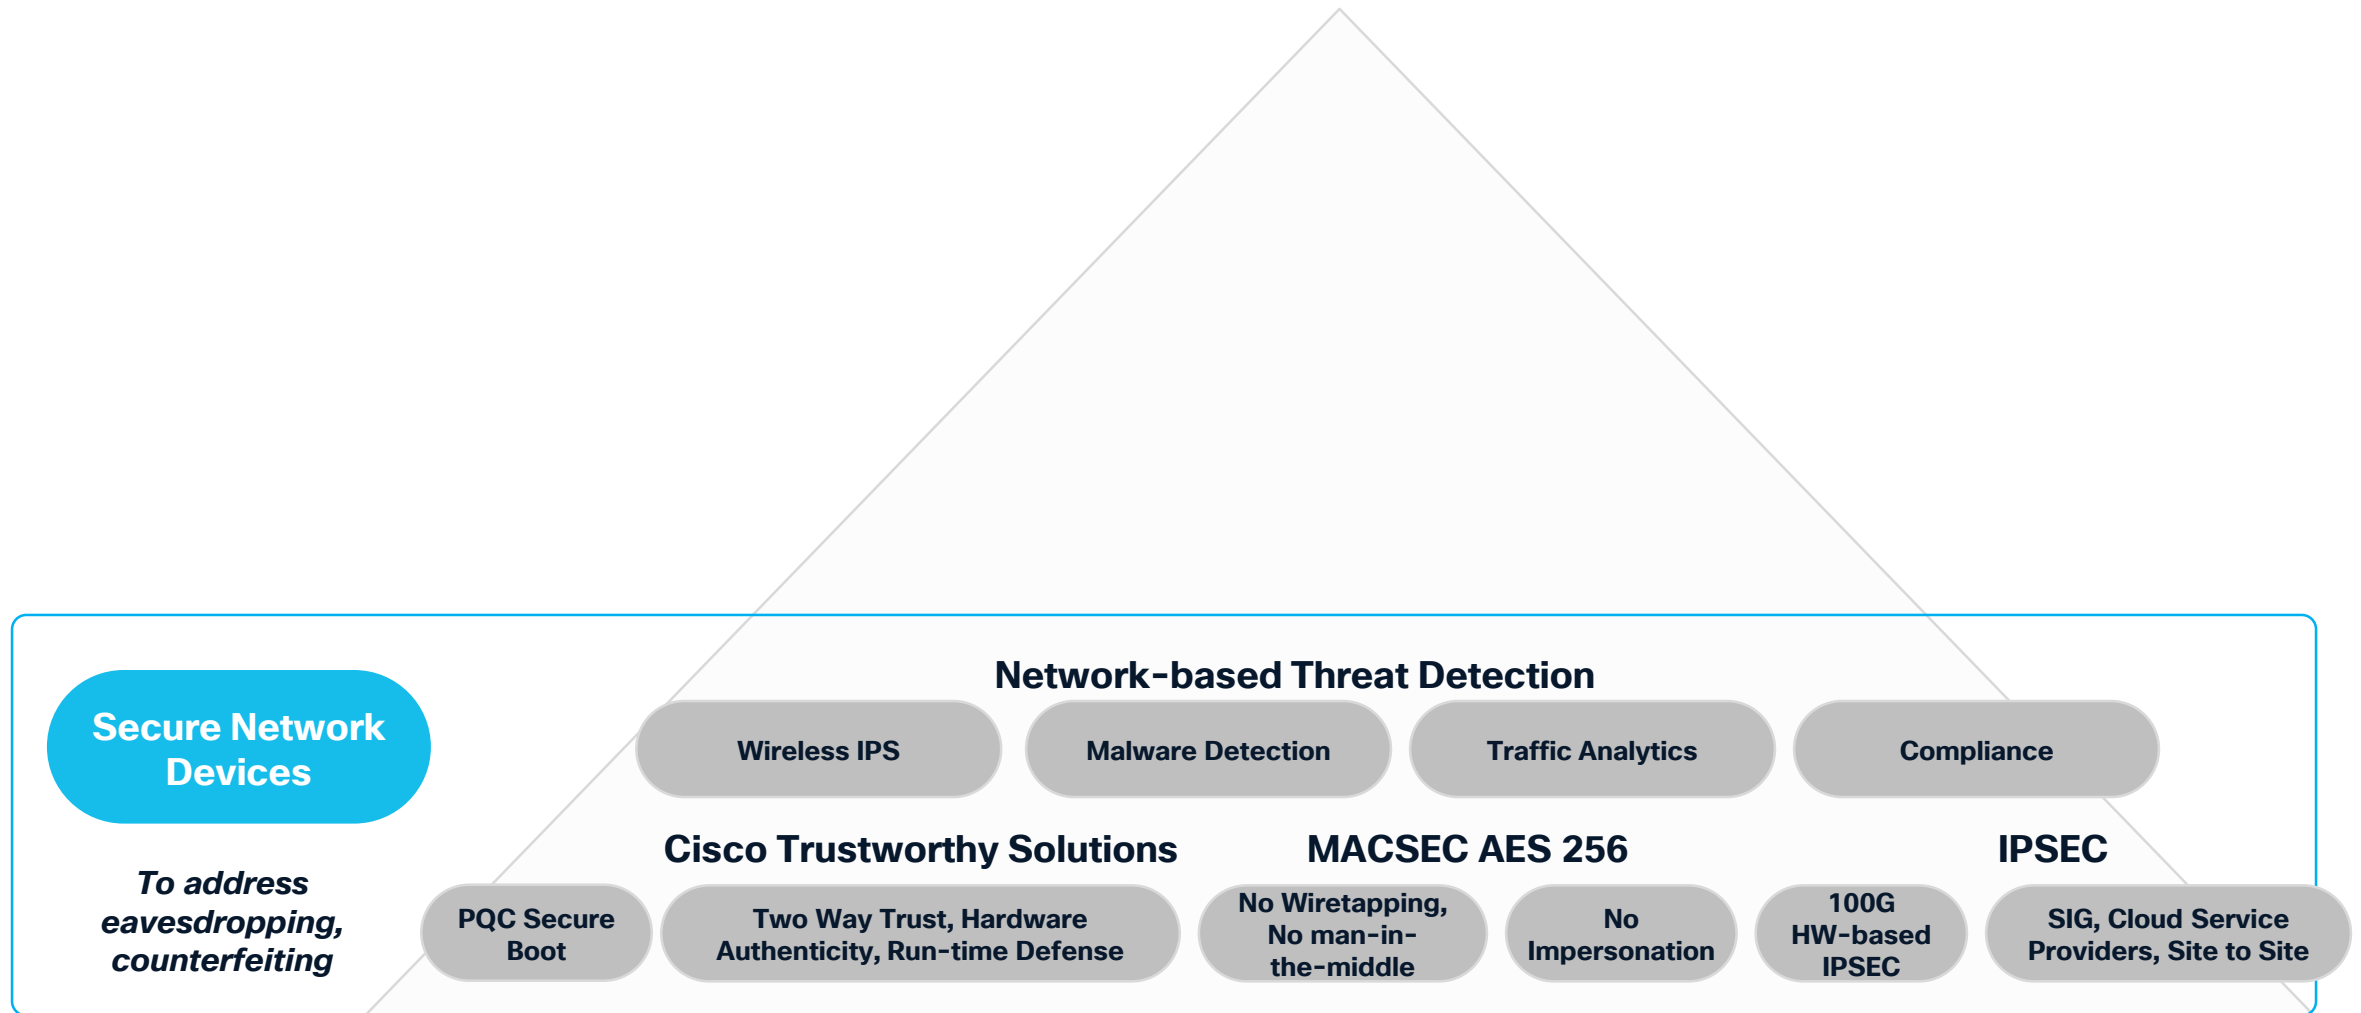 Network-based Threat Detection
Secure Network
Devices
Wireless IPS
Malware Detection
Traffic Analytics
Compliance
To address
eavesdropping,
counterfeiting
Cisco Trustworthy Solutions
MACSEC AES 256
IPSEC
PQC Secure
Boot
Two Way Trust, Hardware
Authenticity, Run-time Defense
No Wiretapping,
No man-in-
the-middle
No
Impersonation
100G
HW-based
IPSEC
SIG, Cloud Service
Providers, Site to Site